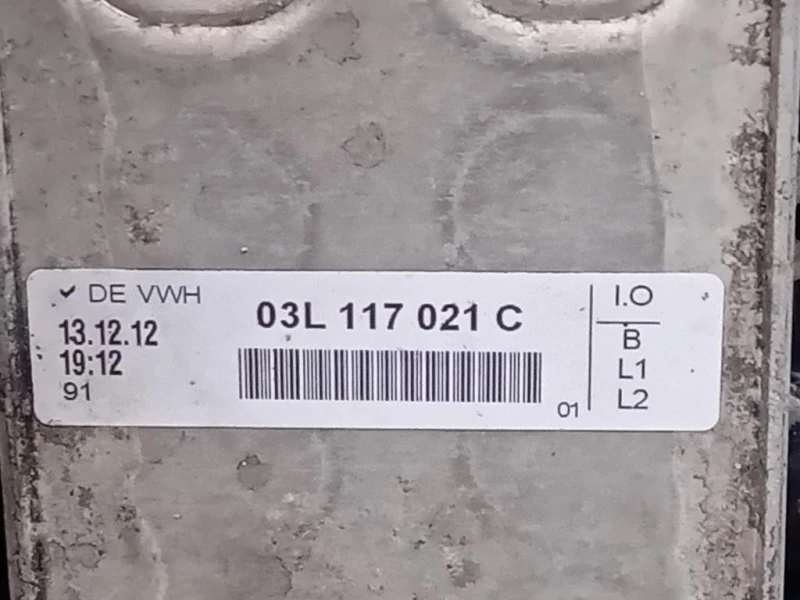 ✓ DE VWH
13.12.12
19:12
91
03L 117 021 C
01
I.O
B
L1
L2